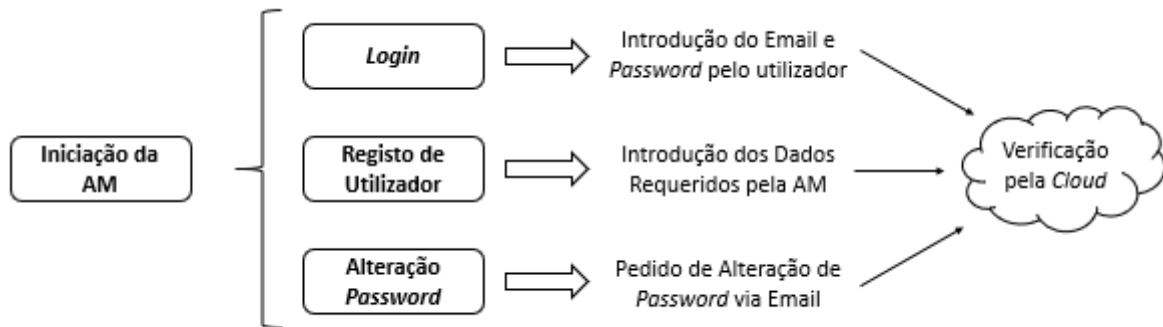 Iniciação da
AM
Login
Introdução do Email e
Password pelo utilizador
Registo de
Utilizador
Introdução dos Dados
Requeridos pela AM
Alteração
Password
Pedido de Alteração de
Password via Email
Verificação
pela Cloud